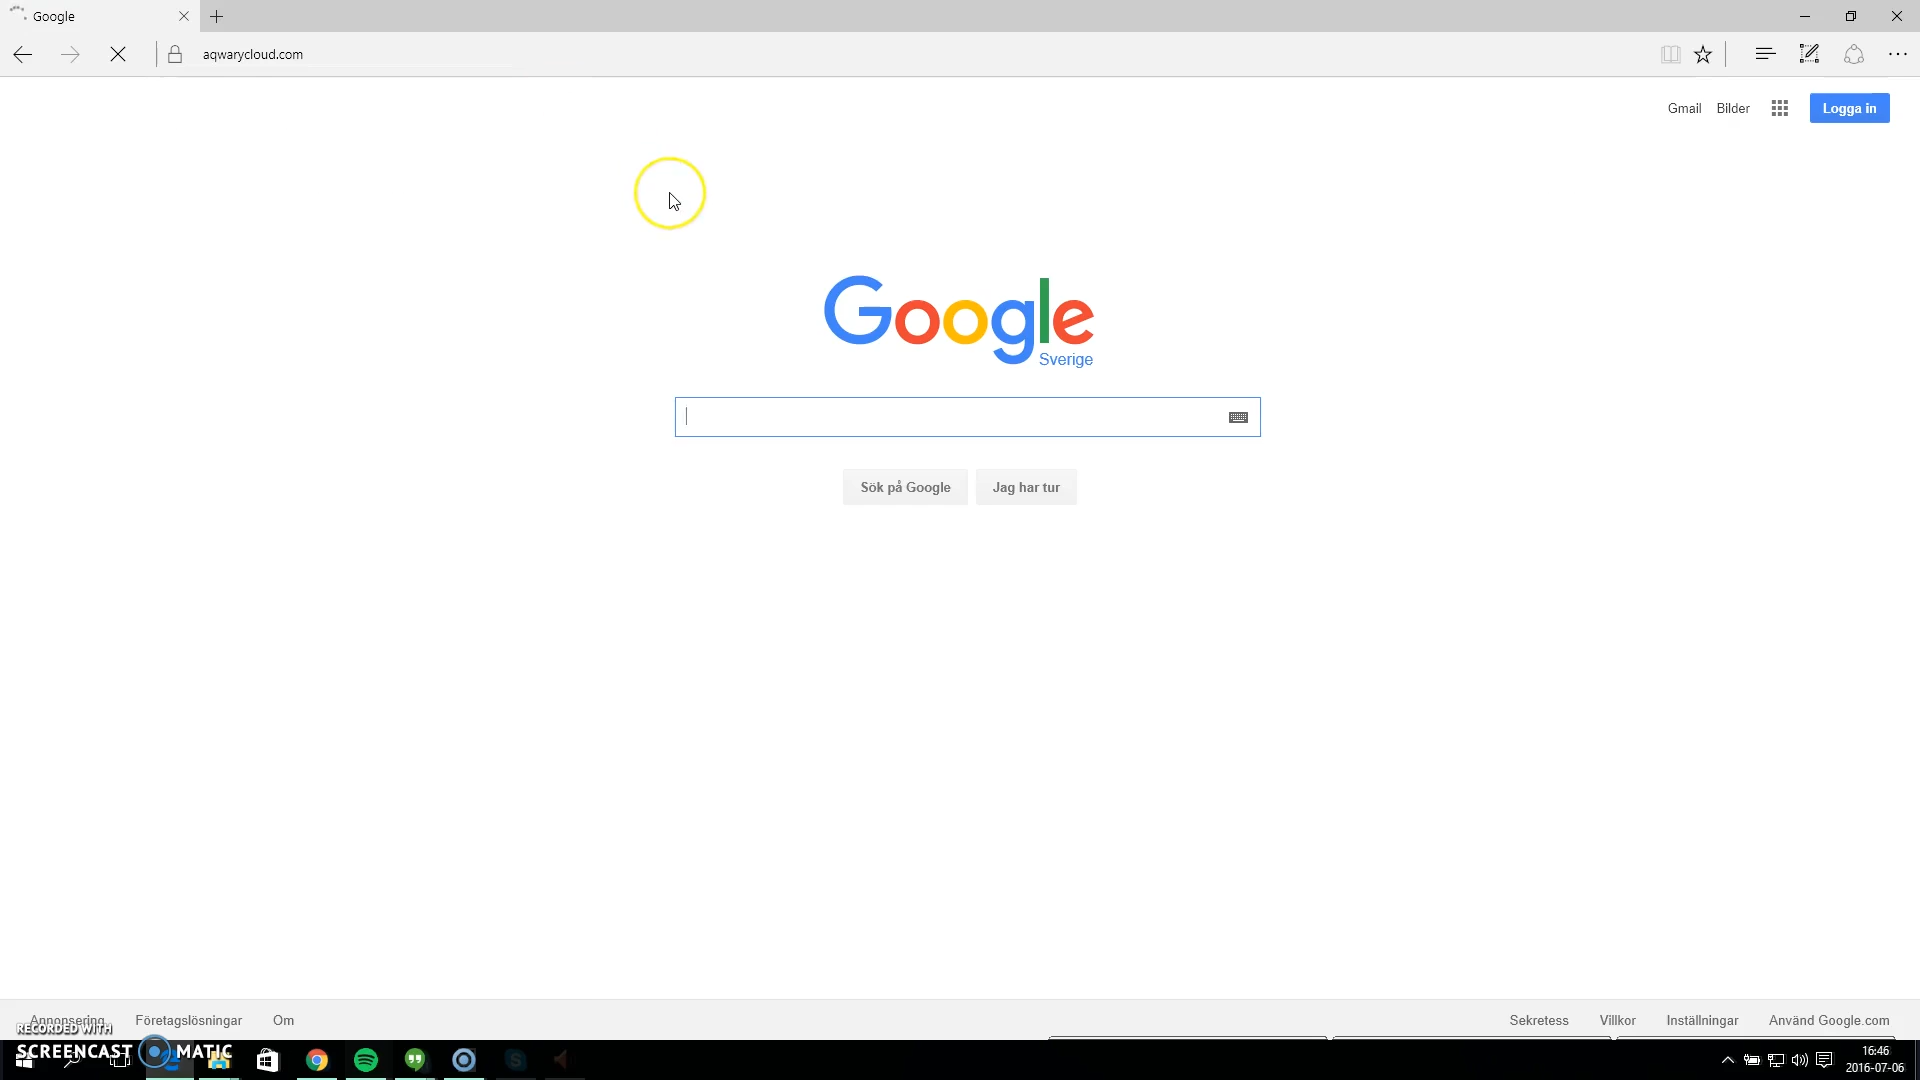 Google
aqwarycloud.com
Gmail Bilder Logga in
Google
Sverige
Sök på Google Jag har tur
Annonsering Företagslösningar Om Sekretess Villkor Inställningar Använd Google.com
RECORDED WITH
SCREENCAST MATIC
16:46
2016-07-06